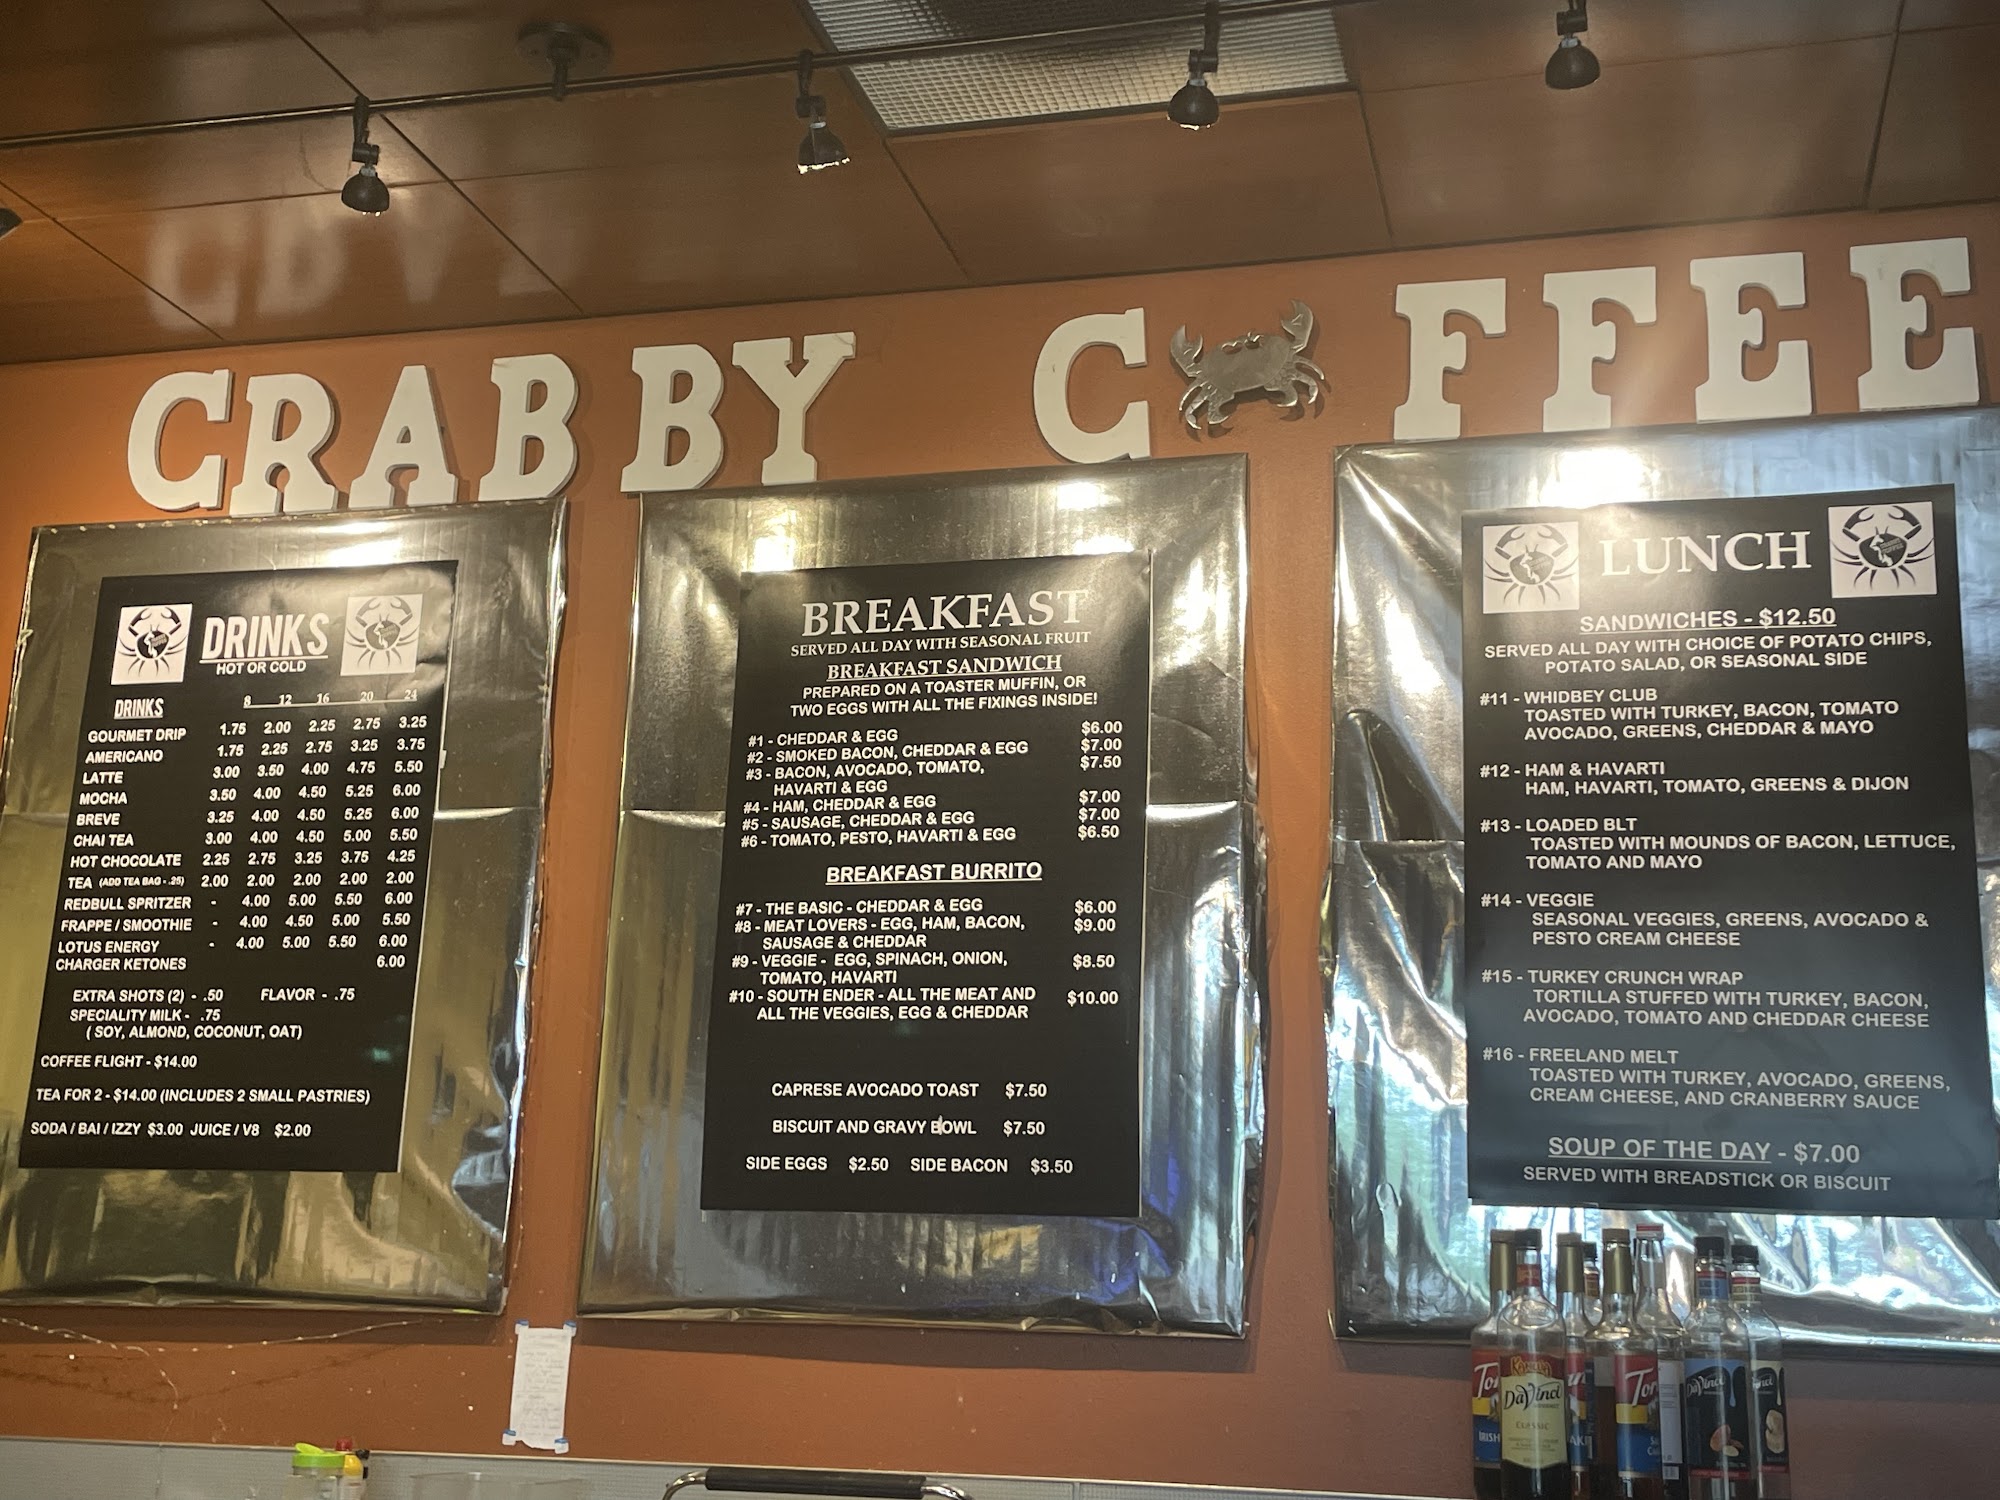 CRABBY C FFEE
DRINKS
HOT OR COLD
DRINKS 8 12 16 20 24
GOURMET DRIP 1.75 2.00 2.25 2.75 3.25
AMERICANO 1.75 2.25 2.75 3.25 3.75
LATTE 3.00 3.50 4.00 4.75 5.50
MOCHA 3.50 4.00 4.50 5.25 6.00
BREVE 3.25 4.00 4.50 5.25 6.00
CHAI TEA 3.00 4.00 4.50 5.00 5.50
HOT CHOCOLATE 2.25 2.75 3.25 3.75 4.25
TEA (ADD TEA BAG - .25) 2.00 2.00 2.00 2.00 2.00
REDBULL SPRITZER - 4.00 5.00 5.50 6.00
FRAPPE / SMOOTHIE - 4.00 4.50 5.00 5.50
LOTUS ENERGY - 4.00 5.00 5.50 6.00
CHARGER KETONES 6.00
EXTRA SHOTS (2) - .50 FLAVOR - .75
SPECIALITY MILK - .75
( SOY, ALMOND, COCONUT, OAT)
COFFEE FLIGHT - $14.00
TEA FOR 2 - $14.00 (INCLUDES 2 SMALL PASTRIES)
SODA / BAI / IZZY $3.00 JUICE / V8 $2.00
BREAKFAST
SERVED ALL DAY WITH SEASONAL FRUIT
BREAKFAST SANDWICH
PREPARED ON A TOASTER MUFFIN, OR
TWO EGGS WITH ALL THE FIXINGS INSIDE!
#1 - CHEDDAR & EGG $6.00
#2 - SMOKED BACON, CHEDDAR & EGG $7.00
#3 - BACON, AVOCADO, TOMATO, $7.50
HAVARTI & EGG
#4 - HAM, CHEDDAR & EGG $7.00
#5 - SAUSAGE, CHEDDAR & EGG $7.00
#6 - TOMATO, PESTO, HAVARTI & EGG $6.50
BREAKFAST BURRITO
#7 - THE BASIC - CHEDDAR & EGG $6.00
#8 - MEAT LOVERS - EGG, HAM, BACON, $9.00
SAUSAGE & CHEDDAR
#9 - VEGGIE - EGG, SPINACH, ONION, $8.50
TOMATO, HAVARTI
#10 - SOUTH ENDER - ALL THE MEAT AND $10.00
ALL THE VEGGIES, EGG & CHEDDAR
CAPRESE AVOCADO TOAST $7.50
BISCUIT AND GRAVY BOWL $7.50
SIDE EGGS $2.50 SIDE BACON $3.50
LUNCH
SANDWICHES - $12.50
SERVED ALL DAY WITH CHOICE OF POTATO CHIPS,
POTATO SALAD, OR SEASONAL SIDE
#11 - WHIDBEY CLUB
TOASTED WITH TURKEY, BACON, TOMATO
AVOCADO, GREENS, CHEDDAR & MAYO
#12 - HAM & HAVARTI
HAM, HAVARTI, TOMATO, GREENS & DIJON
#13 - LOADED BLT
TOASTED WITH MOUNDS OF BACON, LETTUCE,
TOMATO AND MAYO
#14 - VEGGIE
SEASONAL VEGGIES, GREENS, AVOCADO &
PESTO CREAM CHEESE
#15 - TURKEY CRUNCH WRAP
TORTILLA STUFFED WITH TURKEY, BACON,
AVOCADO, TOMATO AND CHEDDAR CHEESE
#16 - FREELAND MELT
TOASTED WITH TURKEY, AVOCADO, GREENS,
CREAM CHEESE, AND CRANBERRY SAUCE
SOUP OF THE DAY - $7.00
SERVED WITH BREADSTICK OR BISCUIT
DaVinci
CLASSIC
IRISH
DaVinci